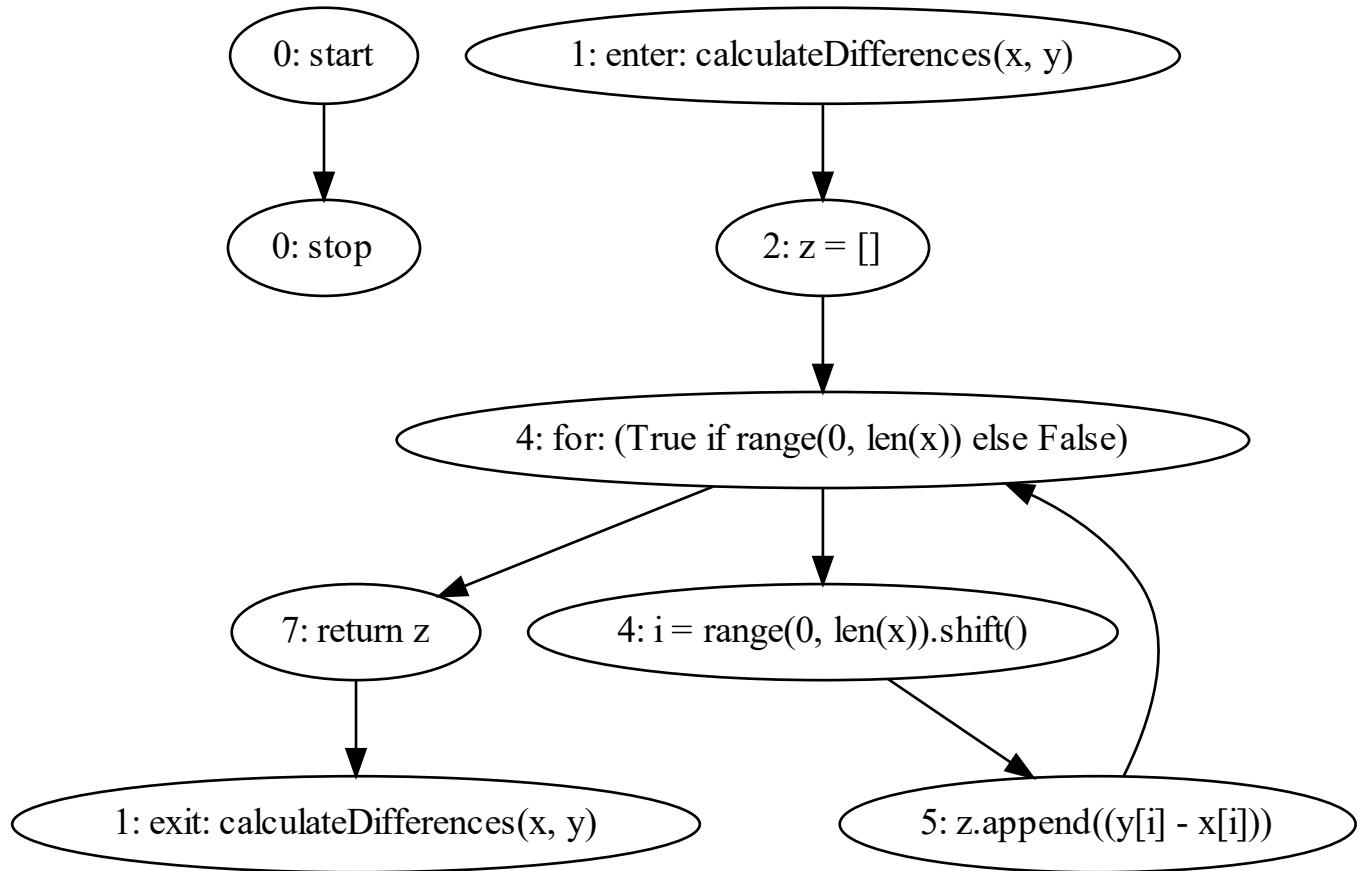 0: start
1: enter: calculateDifferences(x, y)
0: stop
2: z = []
4: for: (True if range(0, len(x)) else False)
7: return z
4: i = range(0, len(x)).shift()
1: exit: calculateDifferences(x, y)
5: z.append((y[i] - x[i]))